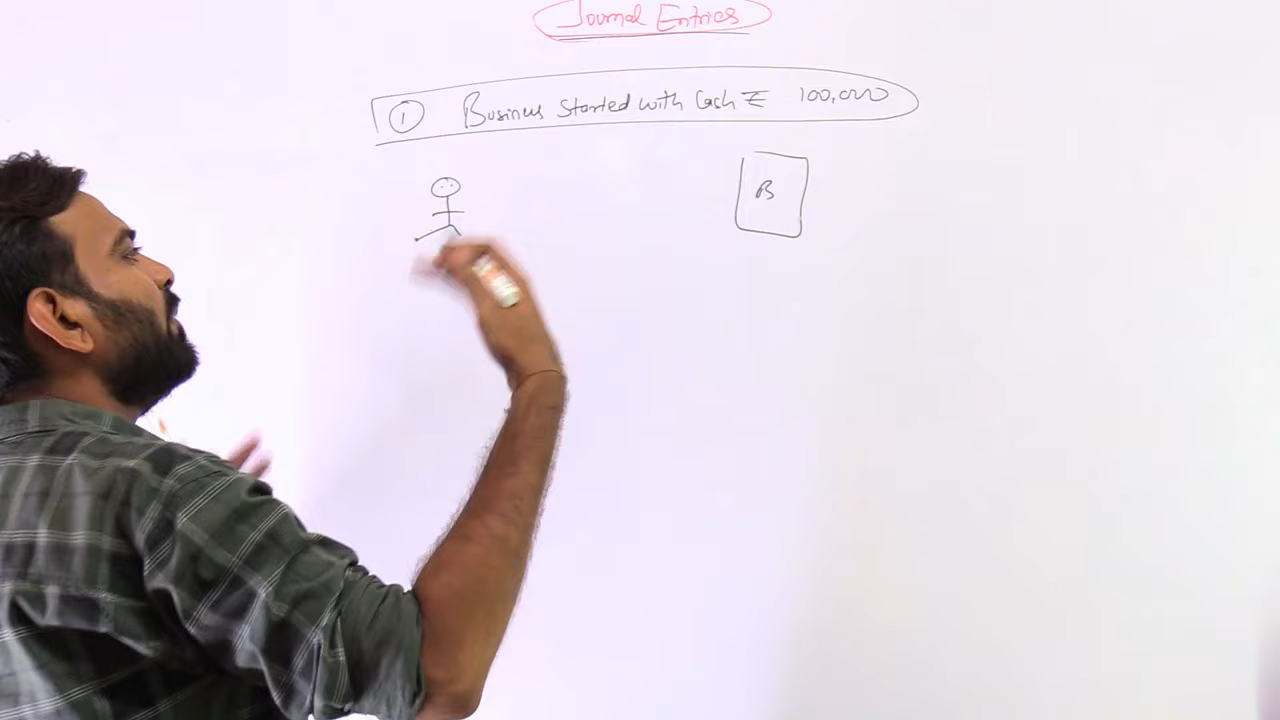 Journal Entries
① Business Started with Cash ₹ 100,000
B